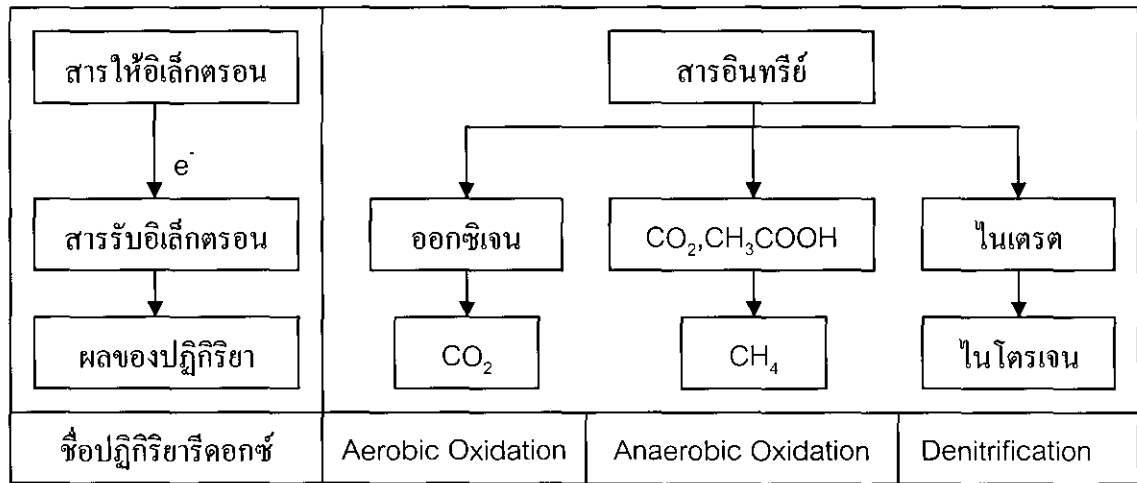 สารให้อิเล็กตรอน
สารอินทรีย์
e⁻
สารรับอิเล็กตรอน
ออกซิเจน
CO₂,CH₃COOH
ไนเตรต
ผลของปฏิกิริยา
CO₂
CH₄
ไนโตรเจน
ชื่อปฏิกิริยารีดอกซ์
Aerobic Oxidation
Anaerobic Oxidation
Denitrification